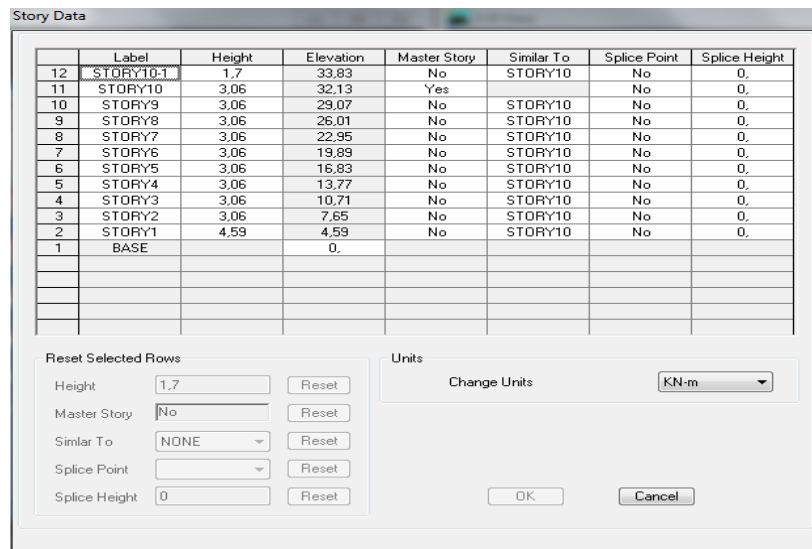 Story Data
Label Height Elevation Master Story Similar To Splice Point Splice Height
12 STORY10-1 1,7 33,83 No STORY10 No 0,
11 STORY10 3,06 32,13 Yes No 0,
10 STORY9 3,06 29,07 No STORY10 No 0,
9 STORY8 3,06 26,01 No STORY10 No 0,
8 STORY7 3,06 22,95 No STORY10 No 0,
7 STORY6 3,06 19,89 No STORY10 No 0,
6 STORY5 3,06 16,83 No STORY10 No 0,
5 STORY4 3,06 13,77 No STORY10 No 0,
4 STORY3 3,06 10,71 No STORY10 No 0,
3 STORY2 3,06 7,65 No STORY10 No 0,
2 STORY1 4,59 4,59 No STORY10 No 0,
1 BASE 0,
Reset Selected Rows
Height 1,7 Reset
Master Story No Reset
Simlar To NONE Reset
Splice Point Reset
Splice Height 0 Reset
Units
Change Units KN-m
OK Cancel